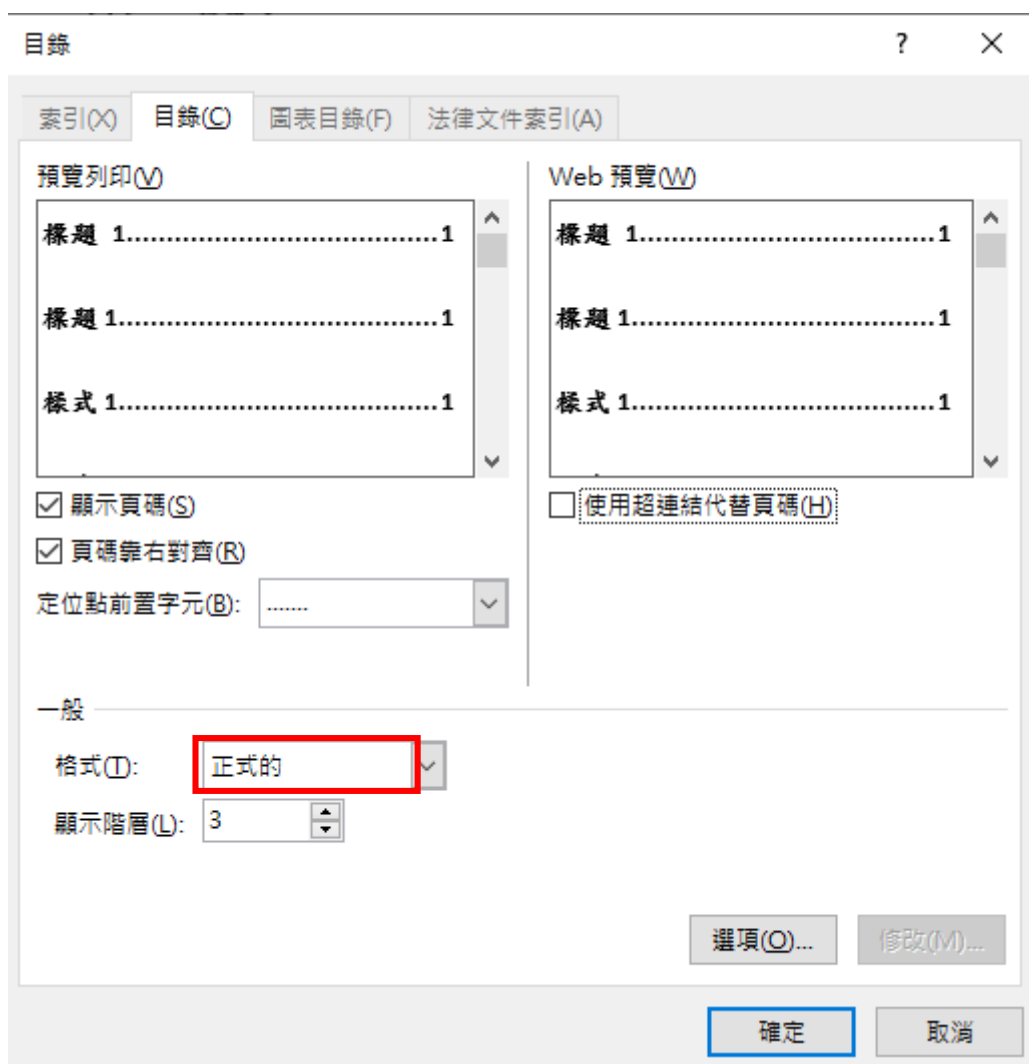 目錄 ?
索引(X) 目錄(C) 圖表目錄(F) 法律文件索引(A)
預覽列印(V)
標題 1.......................................1
標題 1........................................1
樣式 1........................................1
Web 預覽(W)
標題 1.....................................1
標題 1......................................1
樣式 1......................................1
顯示頁碼(S)
使用超連結代替頁碼(H)
頁碼靠右對齊(R)
定位點前置字元(B): .......
一般
格式(T): 正式的
顯示階層(L): 3
選項(O)... 修改(M)...
確定 取消